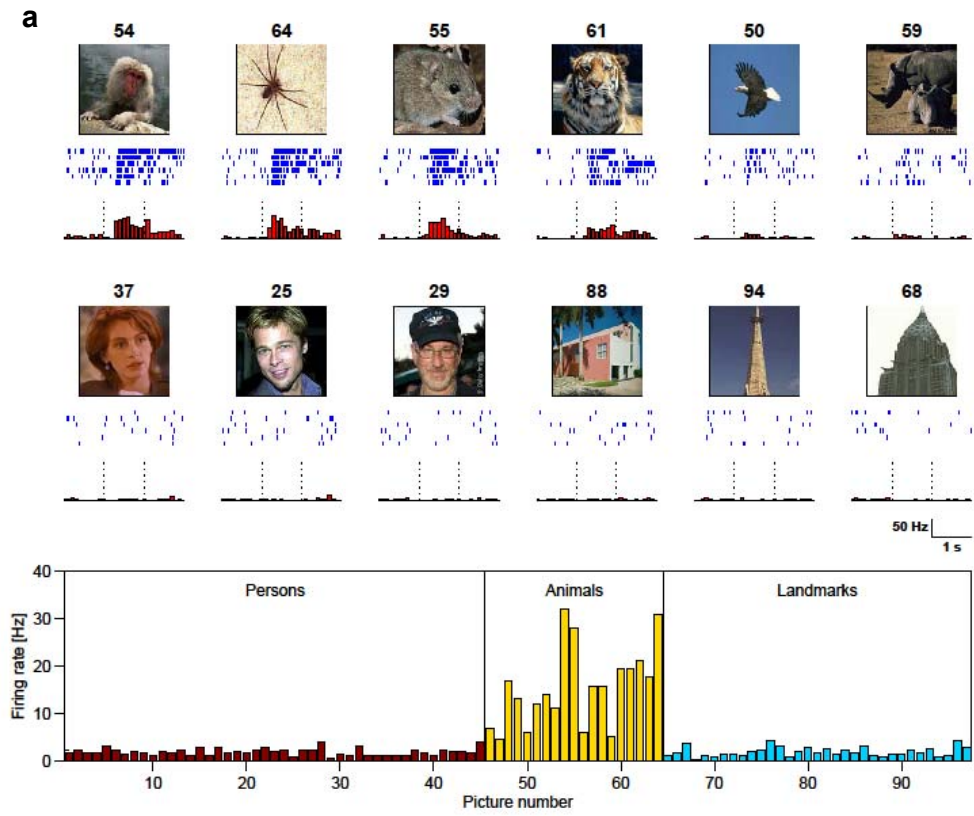 a
54 64 55 61 50 59
37 25 29 88 94 68
50 Hz
1 s
40
30
20
10
0
Firing rate [Hz]
Persons Animals Landmarks
10 20 30 40 50 60 70 80 90
Picture number